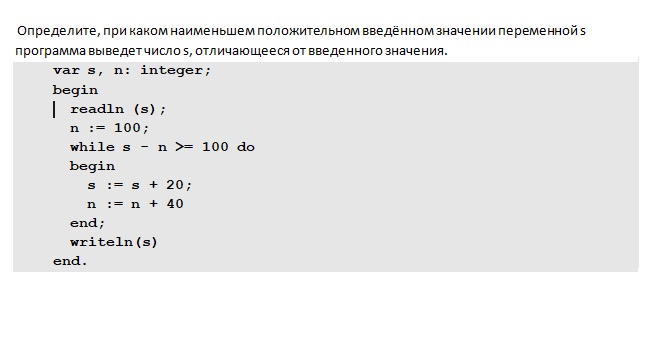 Определите, при каком наименьшем положительном введённом значении переменной s
программа выведет число s, отличающееся от введенного значения.
var s, n: integer;
begin
readln (s);
n := 100;
while s - n >= 100 do
begin
s := s + 20;
n := n + 40
end;
writeln(s)
end.